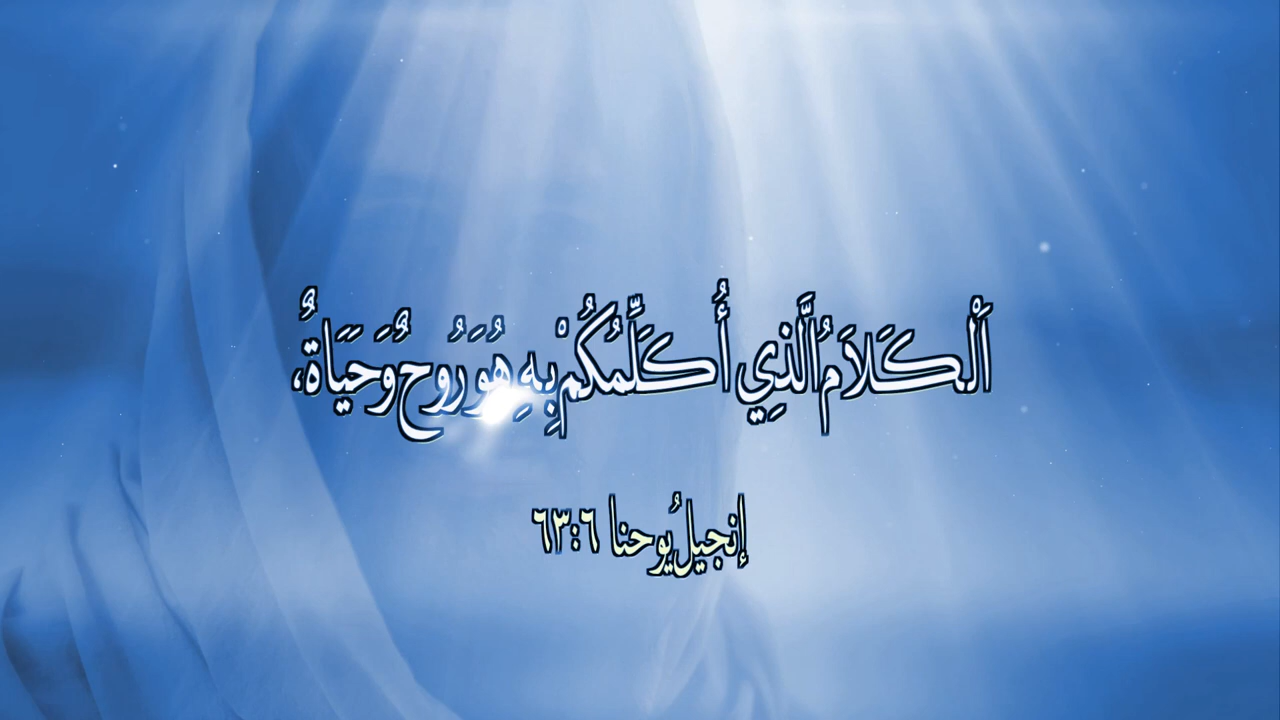 اَلْكَلاَمُ الَّذِي أُكَلِّمُكُمْ بِهِ هُوَ رُوحٌ وَحَيَاةٌ،
إنجيلُ يوحنا ٦٣:٦